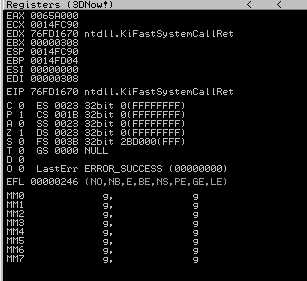 Registers (3DNow!) < <
EAX 0065A000
ECX 0014FC90
EDX 76FD1670 ntdll.KiFastSystemCallRet
EBX 00000308
ESP 0014FC90
EBP 0014FD04
ESI 00000000
EDI 00000308
EIP 76FD1670 ntdll.KiFastSystemCallRet
C 0 ES 0023 32bit 0(FFFFFFFF)
P 1 CS 001B 32bit 0(FFFFFFFF)
A 0 SS 0023 32bit 0(FFFFFFFF)
Z 1 DS 0023 32bit 0(FFFFFFFF)
S 0 FS 003B 32bit 2BD000(FFF)
T 0 GS 0000 NULL
D 0
O 0 LastErr ERROR_SUCCESS (00000000)
EFL 00000246 (NO,NB,E,BE,NS,PE,GE,LE)
MM0 g, g
MM1 g, g
MM2 g, g
MM3 g, g
MM4 g, g
MM5 g, g
MM6 g, g
MM7 g, g